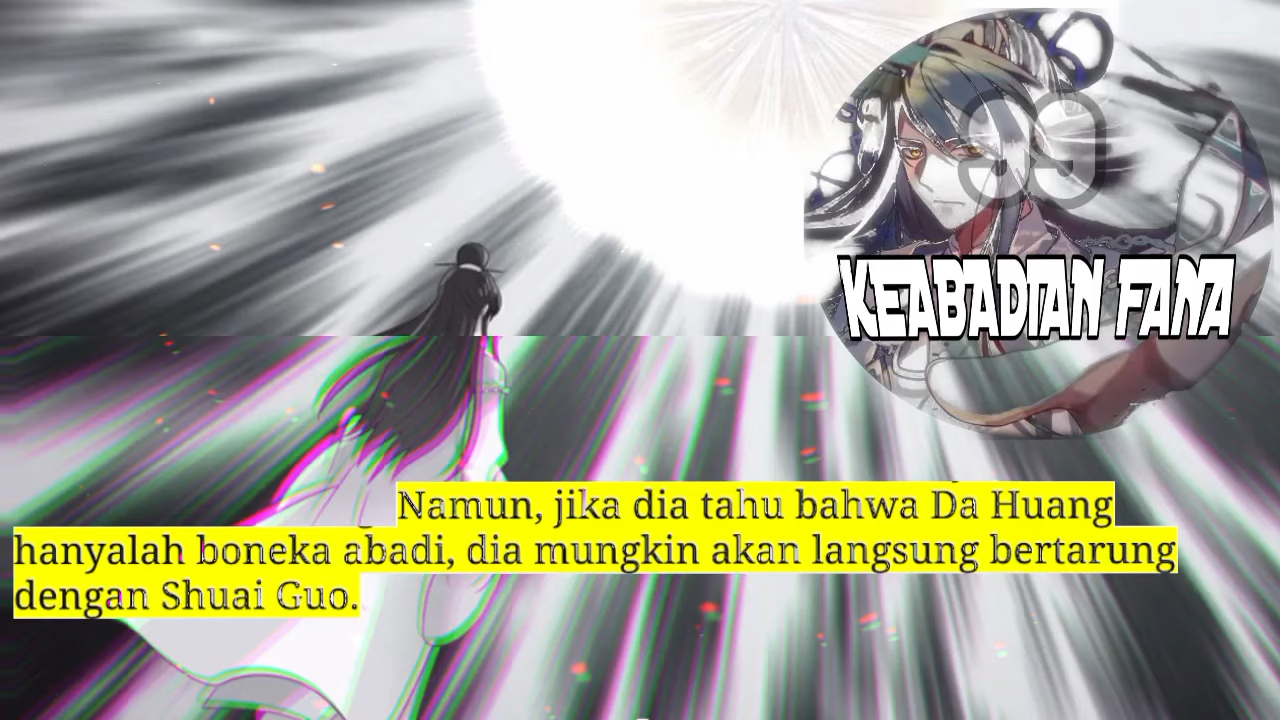 KEABADIAN FANA
Namun, jika dia tahu bahwa Da Huang
hanyalah boneka abadi, dia mungkin akan langsung bertarung
dengan Shuai Guo.